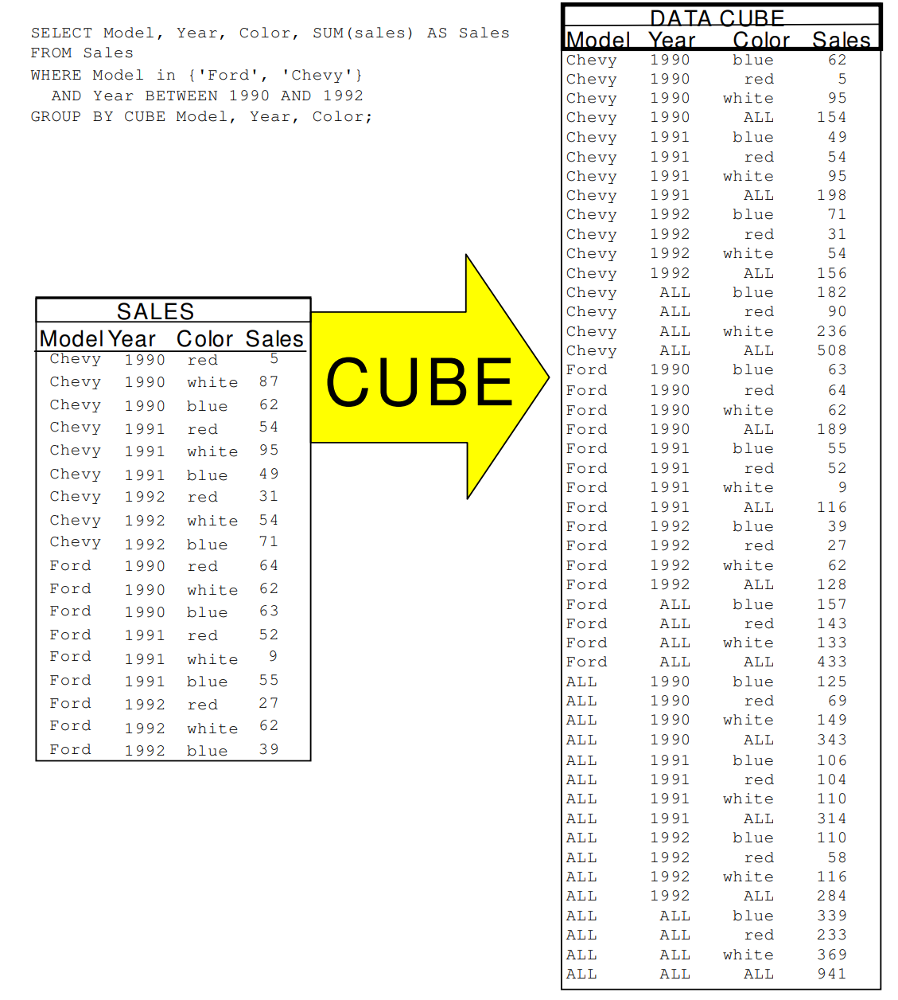 SELECT Model, Year, Color, SUM(sales) AS Sales
FROM Sales
WHERE Model in {'Ford', 'Chevy'}
AND Year BETWEEN 1990 AND 1992
GROUP BY CUBE Model, Year, Color;
SALES
Model Year Color Sales
Chevy 1990 red 5
Chevy 1990 white 87
Chevy 1990 blue 62
Chevy 1991 red 54
Chevy 1991 white 95
Chevy 1991 blue 49
Chevy 1992 red 31
Chevy 1992 white 54
Chevy 1992 blue 71
Ford 1990 red 64
Ford 1990 white 62
Ford 1990 blue 63
Ford 1991 red 52
Ford 1991 white 9
Ford 1991 blue 55
Ford 1992 red 27
Ford 1992 white 62
Ford 1992 blue 39
CUBE
DATA CUBE
Model Year Color Sales
Chevy 1990 blue 62
Chevy 1990 red 5
Chevy 1990 white 95
Chevy 1990 ALL 154
Chevy 1991 blue 49
Chevy 1991 red 54
Chevy 1991 white 95
Chevy 1991 ALL 198
Chevy 1992 blue 71
Chevy 1992 red 31
Chevy 1992 white 54
Chevy 1992 ALL 156
Chevy ALL blue 182
Chevy ALL red 90
Chevy ALL white 236
Chevy ALL ALL 508
Ford 1990 blue 63
Ford 1990 red 64
Ford 1990 white 62
Ford 1990 ALL 189
Ford 1991 blue 55
Ford 1991 red 52
Ford 1991 white 9
Ford 1991 ALL 116
Ford 1992 blue 39
Ford 1992 red 27
Ford 1992 white 62
Ford 1992 ALL 128
Ford ALL blue 157
Ford ALL red 143
Ford ALL white 133
Ford ALL ALL 433
ALL 1990 blue 125
ALL 1990 red 69
ALL 1990 white 149
ALL 1990 ALL 343
ALL 1991 blue 106
ALL 1991 red 104
ALL 1991 white 110
ALL 1991 ALL 314
ALL 1992 blue 110
ALL 1992 red 58
ALL 1992 white 116
ALL 1992 ALL 284
ALL ALL blue 339
ALL ALL red 233
ALL ALL white 369
ALL ALL ALL 941